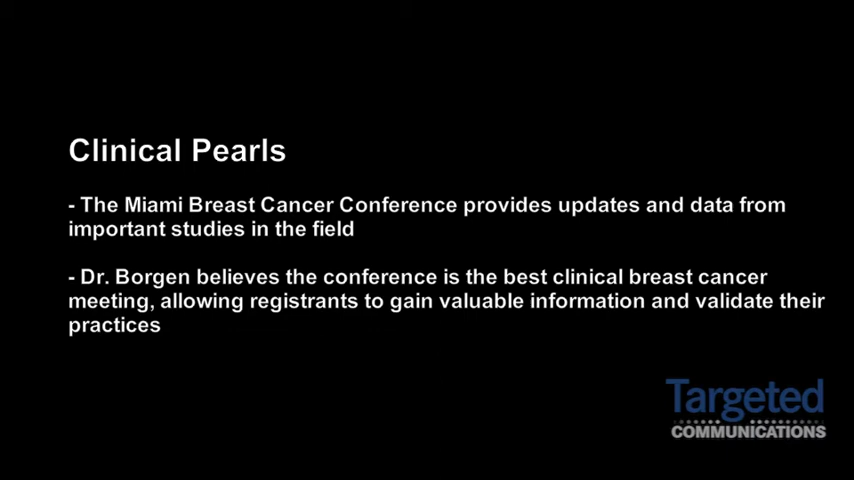 Clinical Pearls
- The Miami Breast Cancer Conference provides updates and data from
important studies in the field
- Dr. Borgen believes the conference is the best clinical breast cancer
meeting, allowing registrants to gain valuable information and validate their
practices
Targeted
COMMUNICATIONS